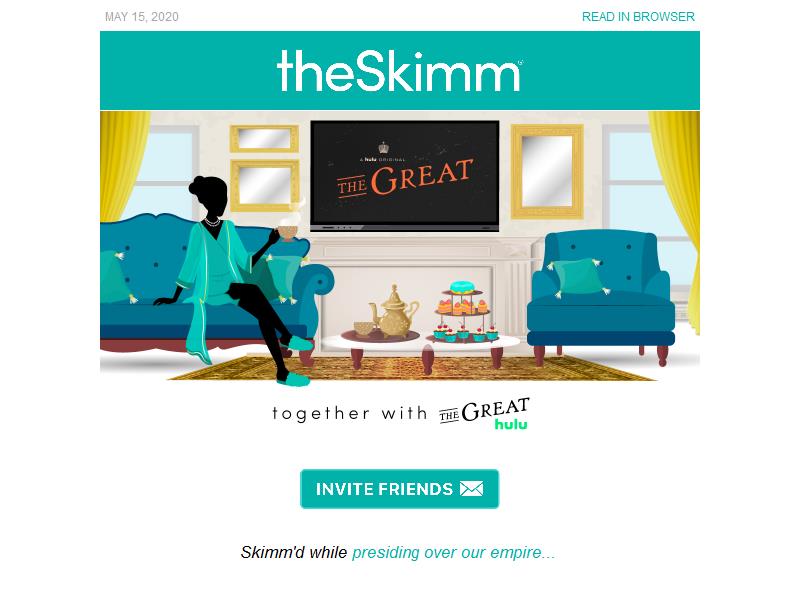 MAY 15, 2020
READ IN BROWSER
theSkimm
A hulu ORIGINAL
THE GREAT
together with THE GREAT
hulu
INVITE FRIENDS
Skimm'd while presiding over our empire...